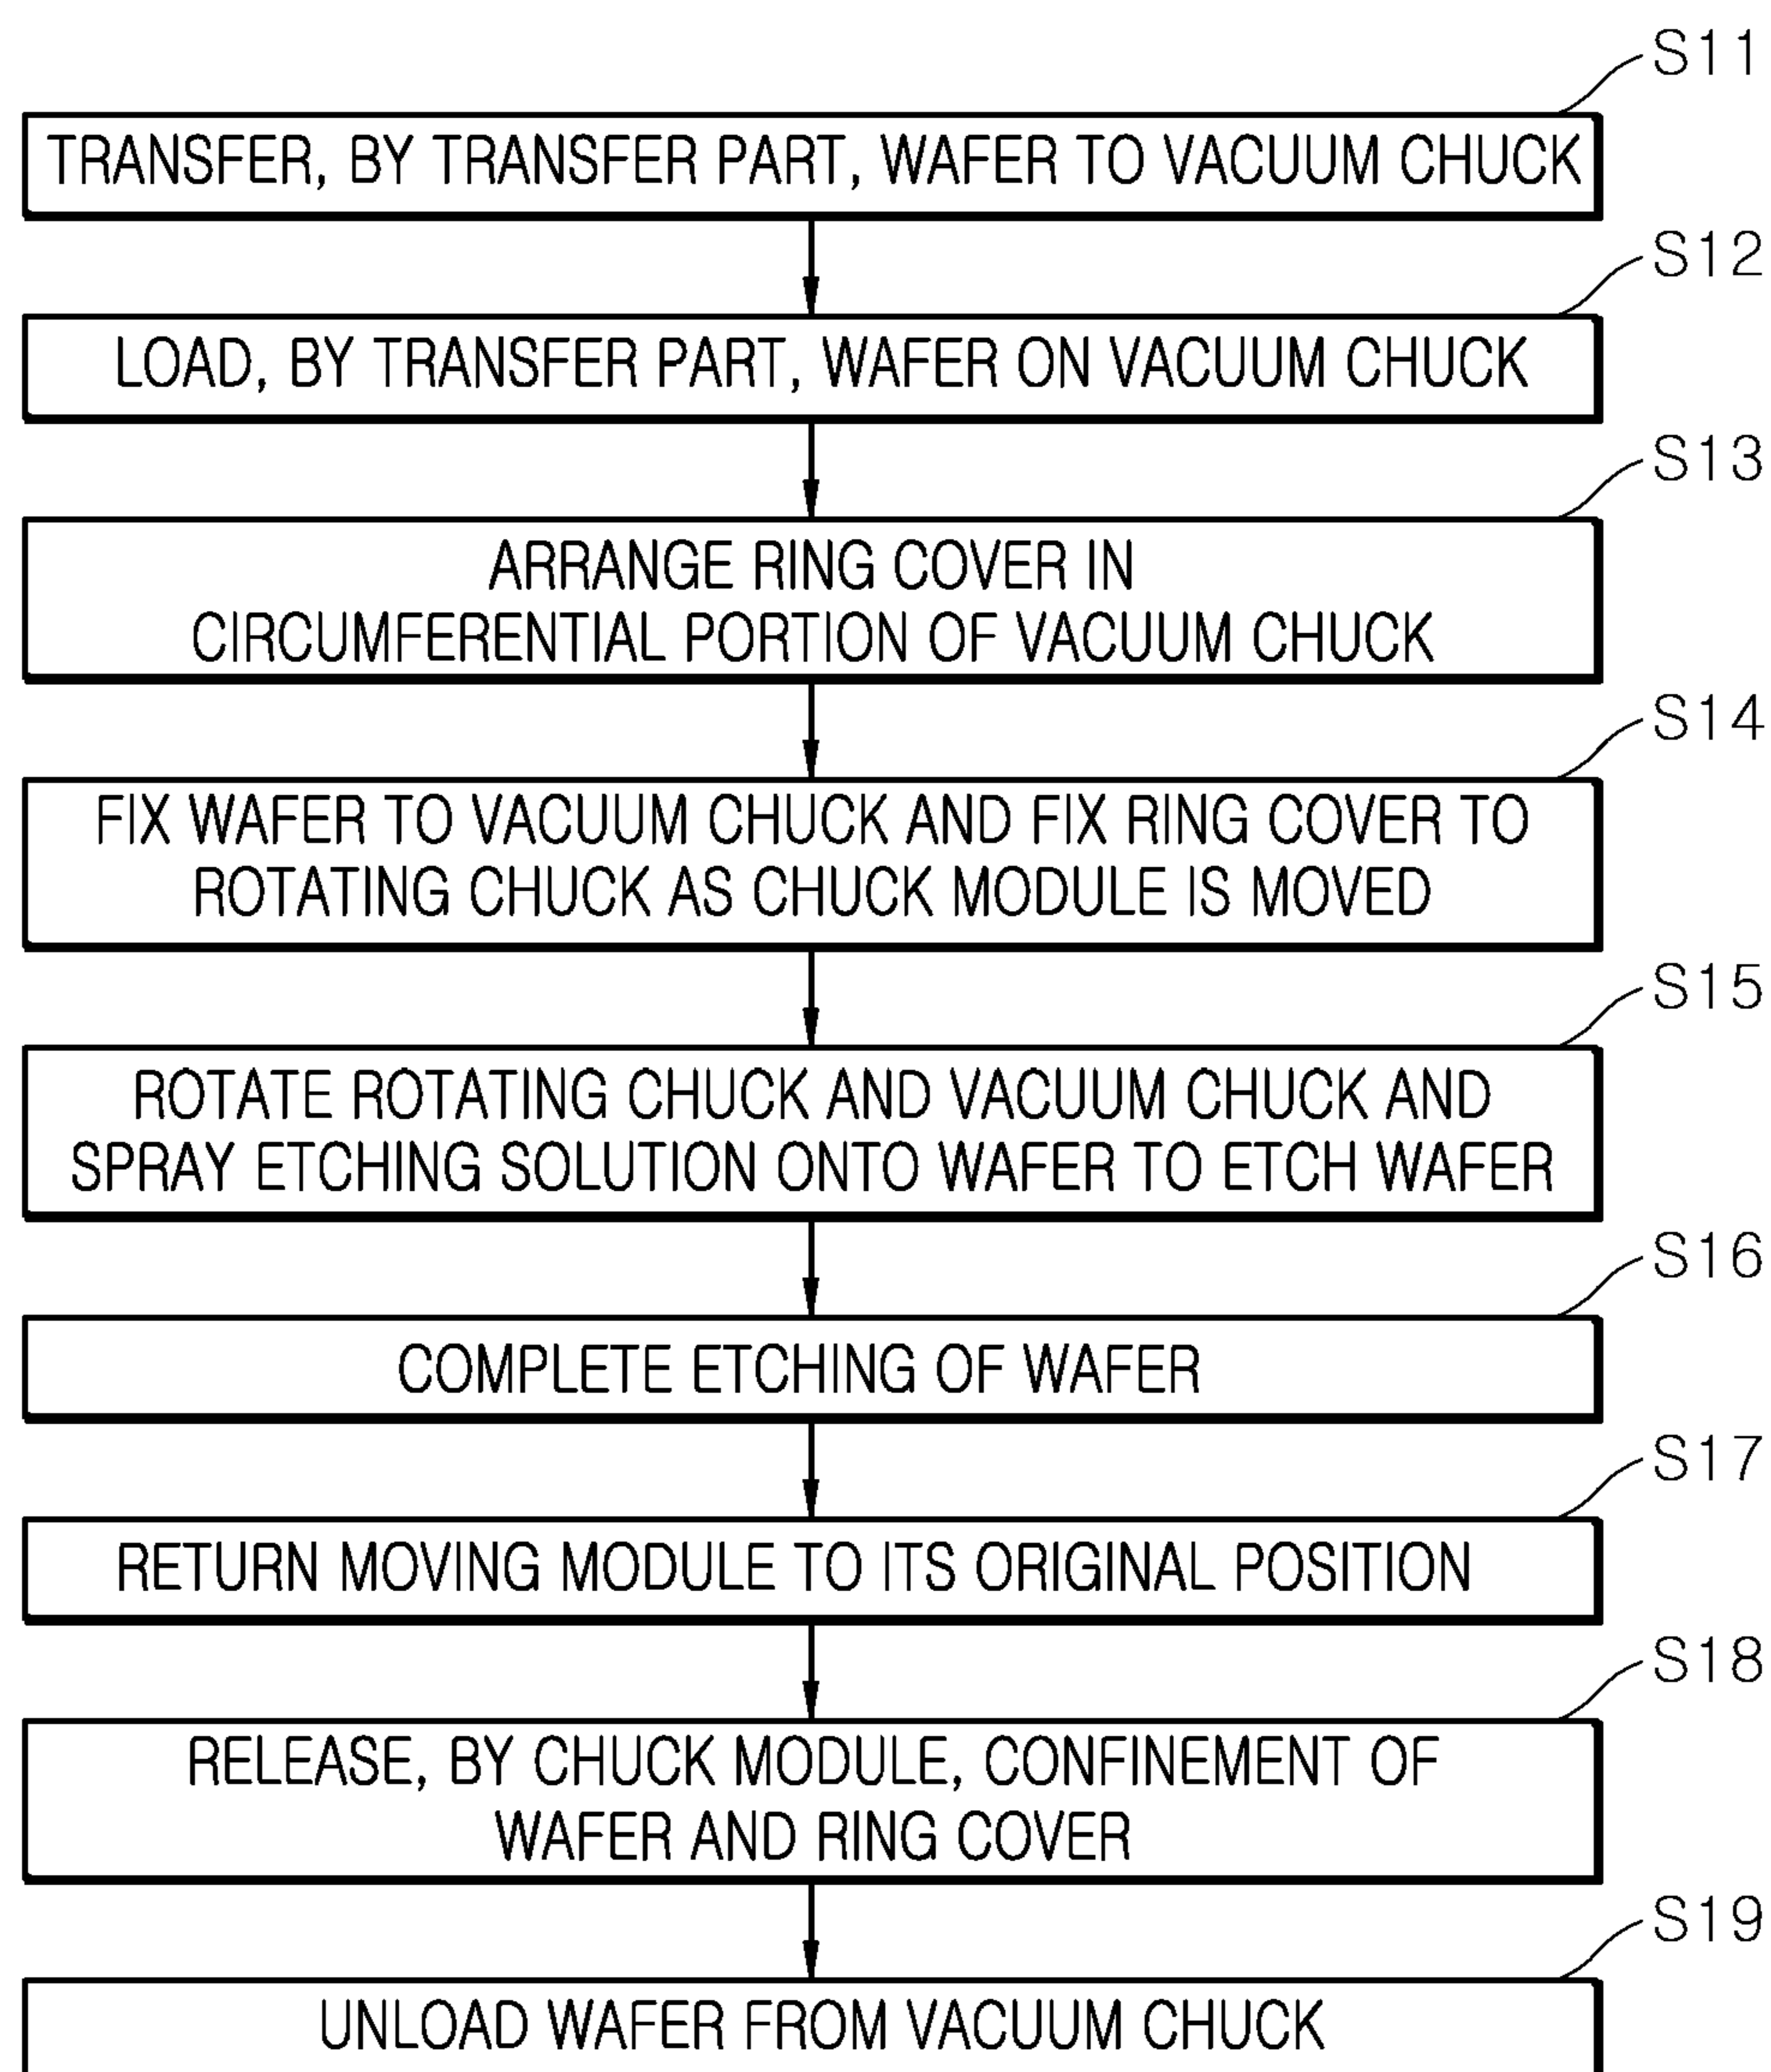 S11
TRANSFER, BY TRANSFER PART, WAFER TO VACUUM CHUCK
S12
LOAD, BY TRANSFER PART, WAFER ON VACUUM CHUCK
S13
ARRANGE RING COVER IN
CIRCUMFERENTIAL PORTION OF VACUUM CHUCK
S14
FIX WAFER TO VACUUM CHUCK AND FIX RING COVER TO
ROTATING CHUCK AS CHUCK MODULE IS MOVED
S15
ROTATE ROTATING CHUCK AND VACUUM CHUCK AND
SPRAY ETCHING SOLUTION ONTO WAFER TO ETCH WAFER
S16
COMPLETE ETCHING OF WAFER
S17
RETURN MOVING MODULE TO ITS ORIGINAL POSITION
S18
RELEASE, BY CHUCK MODULE, CONFINEMENT OF
WAFER AND RING COVER
S19
UNLOAD WAFER FROM VACUUM CHUCK